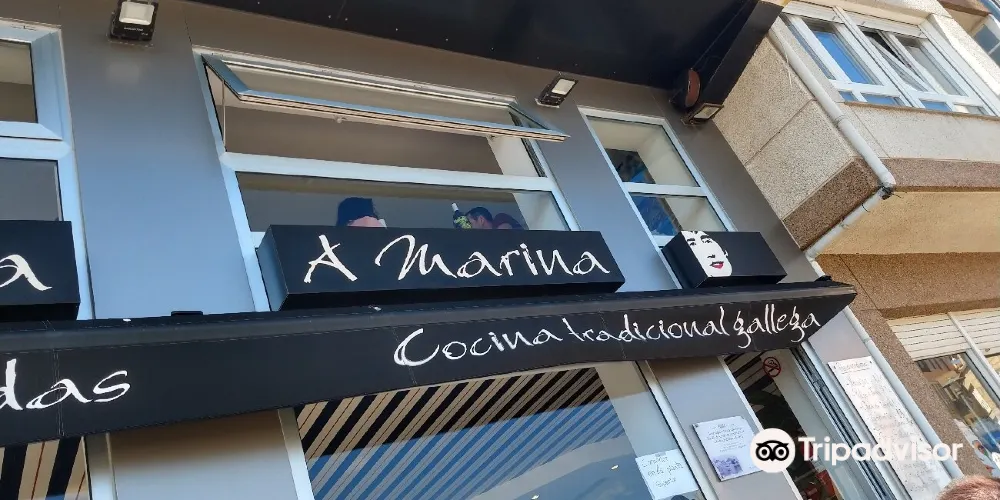 a
A Marina
das
Cocina tradicional gallega
Tripadvisor